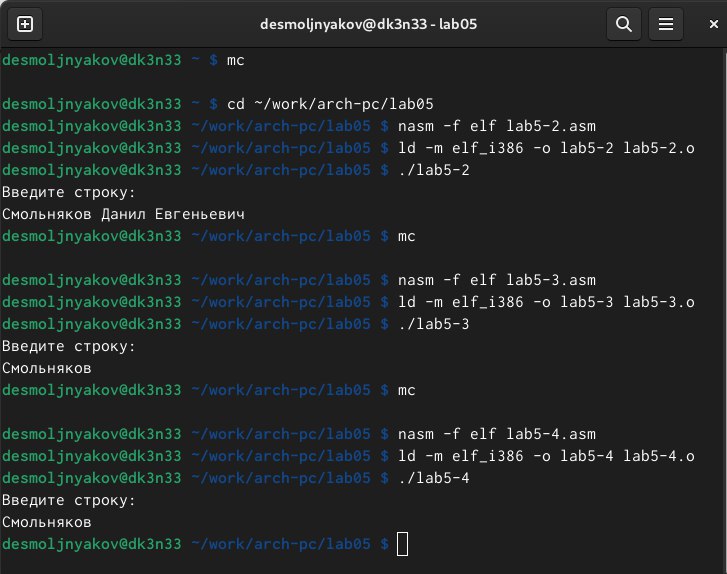 desmoljnyakov@dk3n33 - lab05
desmoljnyakov@dk3n33 ~ $ mc
desmoljnyakov@dk3n33 ~ $ cd ~/work/arch-pc/lab05
desmoljnyakov@dk3n33 ~/work/arch-pc/lab05 $ nasm -f elf lab5-2.asm
desmoljnyakov@dk3n33 ~/work/arch-pc/lab05 $ ld -m elf_i386 -o lab5-2 lab5-2.o
desmoljnyakov@dk3n33 ~/work/arch-pc/lab05 $ ./lab5-2
Введите строку:
Смольняков Данил Евгеньевич
desmoljnyakov@dk3n33 ~/work/arch-pc/lab05 $ mc
desmoljnyakov@dk3n33 ~/work/arch-pc/lab05 $ nasm -f elf lab5-3.asm
desmoljnyakov@dk3n33 ~/work/arch-pc/lab05 $ ld -m elf_i386 -o lab5-3 lab5-3.o
desmoljnyakov@dk3n33 ~/work/arch-pc/lab05 $ ./lab5-3
Введите строку:
Смольняков
desmoljnyakov@dk3n33 ~/work/arch-pc/lab05 $ mc
desmoljnyakov@dk3n33 ~/work/arch-pc/lab05 $ nasm -f elf lab5-4.asm
desmoljnyakov@dk3n33 ~/work/arch-pc/lab05 $ ld -m elf_i386 -o lab5-4 lab5-4.o
desmoljnyakov@dk3n33 ~/work/arch-pc/lab05 $ ./lab5-4
Введите строку:
Смольняков
desmoljnyakov@dk3n33 ~/work/arch-pc/lab05 $